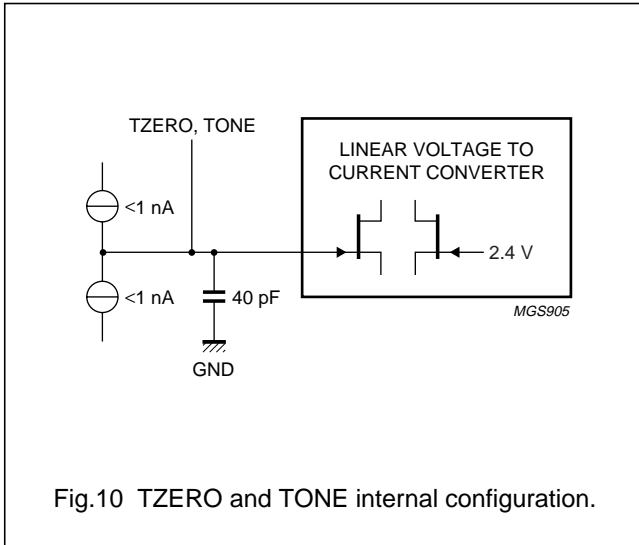 TZERO, TONE
LINEAR VOLTAGE TO
CURRENT CONVERTER
<1 nA
2.4 V
<1 nA
40 pF
MGS905
GND
Fig.10 TZERO and TONE internal configuration.